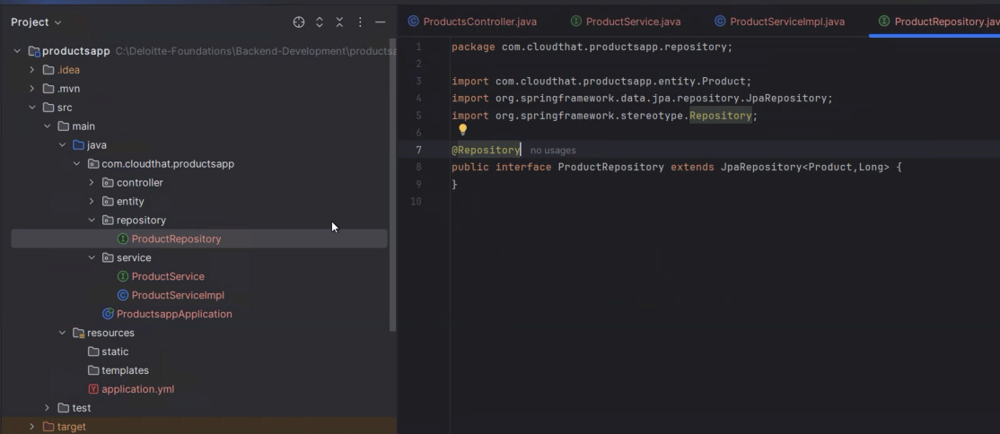 Project
ProductsController.java
ProductService.java
ProductServiceImpl.java
ProductRepository.jav
productsapp C:\Deloitte-Foundations\Backend-Development\productsa
.idea
.mvn
src
main
java
com.cloudthat.productsapp
controller
entity
repository
ProductRepository
service
ProductService
ProductServiceImpl
ProductsappApplication
resources
static
templates
application.yml
test
target
1 package com.cloudthat.productsapp.repository;
2
3 import com.cloudthat.productsapp.entity.Product;
4 import org.springframework.data.jpa.repository.JpaRepository;
5 import org.springframework.stereotype.Repository;
6
7 @Repository no usages
8 public interface ProductRepository extends JpaRepository<Product,Long> {
9 }
10